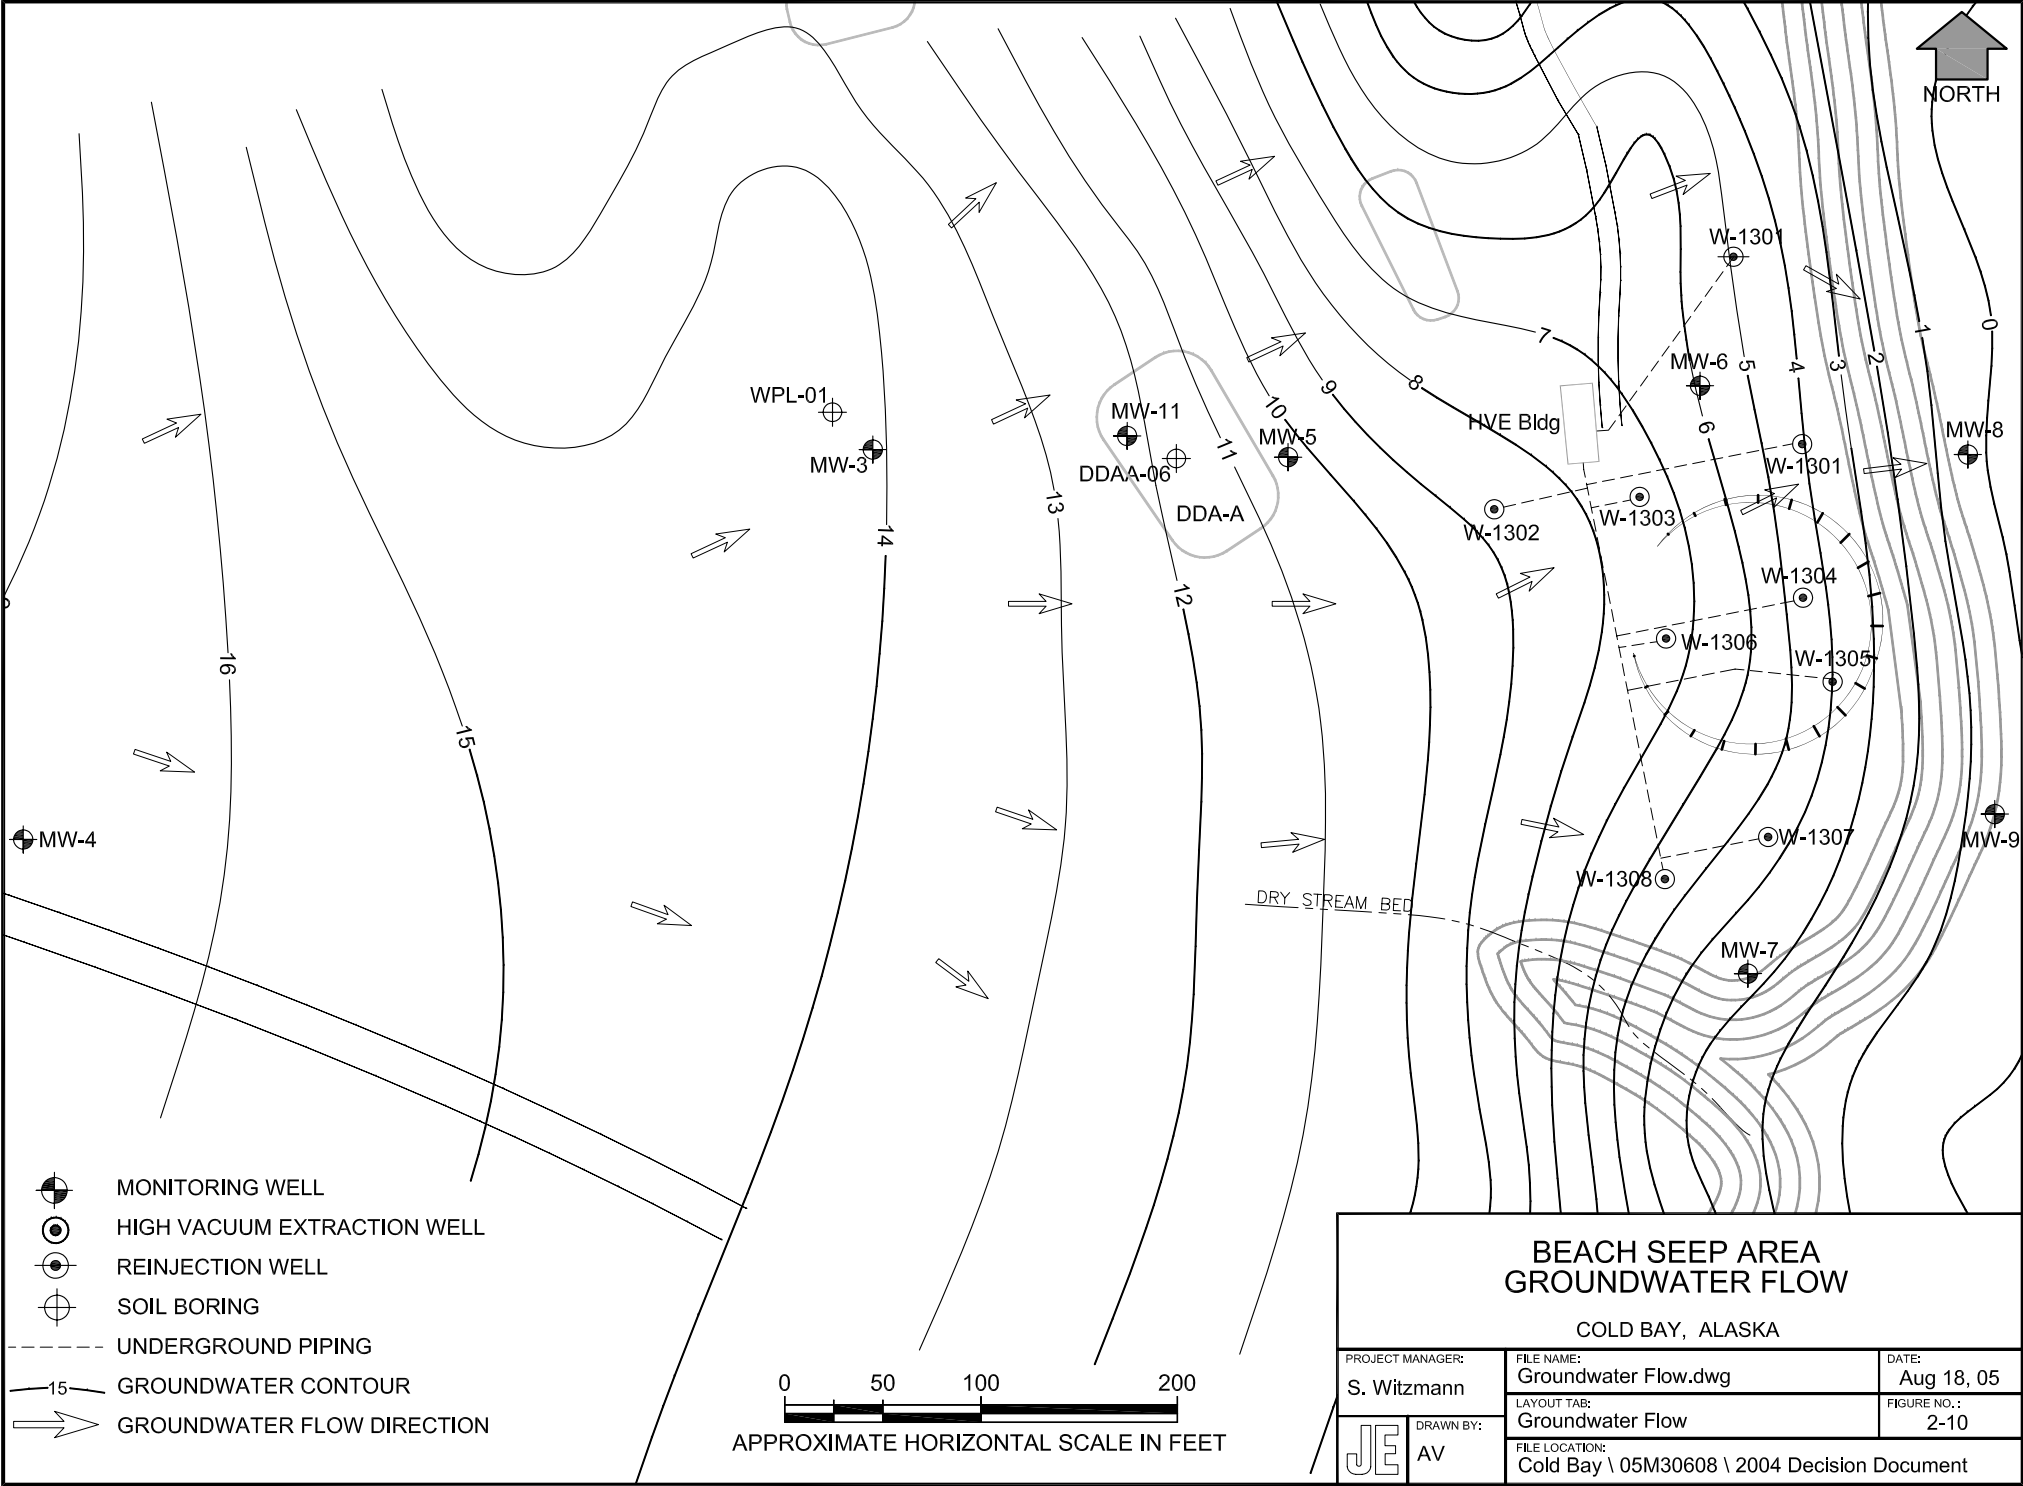 NORTH
W-1301
0
1
7
2
3
4
5
MW-6
8
9
WPL-01
10
MW-11
HVE Bldg
6
MW-8
MW-5
11
MW-3
W-1301
DDAA-06
13
DDA-A
W-1303
W-1302
14
W-1304
12
16
W-1306
W-1305
15
MW-4
W-1307
MW-9
W-1308
DRY STREAM BED
MW-7
MONITORING WELL
HIGH VACUUM EXTRACTION WELL
REINJECTION WELL
SOIL BORING
UNDERGROUND PIPING
15 GROUNDWATER CONTOUR
GROUNDWATER FLOW DIRECTION
0 50 100 200
APPROXIMATE HORIZONTAL SCALE IN FEET
BEACH SEEP AREA
GROUNDWATER FLOW
COLD BAY, ALASKA
PROJECT MANAGER:
S. Witzmann
FILE NAME:
Groundwater Flow.dwg
DATE:
Aug 18, 05
LAYOUT TAB:
Groundwater Flow
FIGURE NO.:
2-10
JE
DRAWN BY:
AV
FILE LOCATION:
Cold Bay \ 05M30608 \ 2004 Decision Document